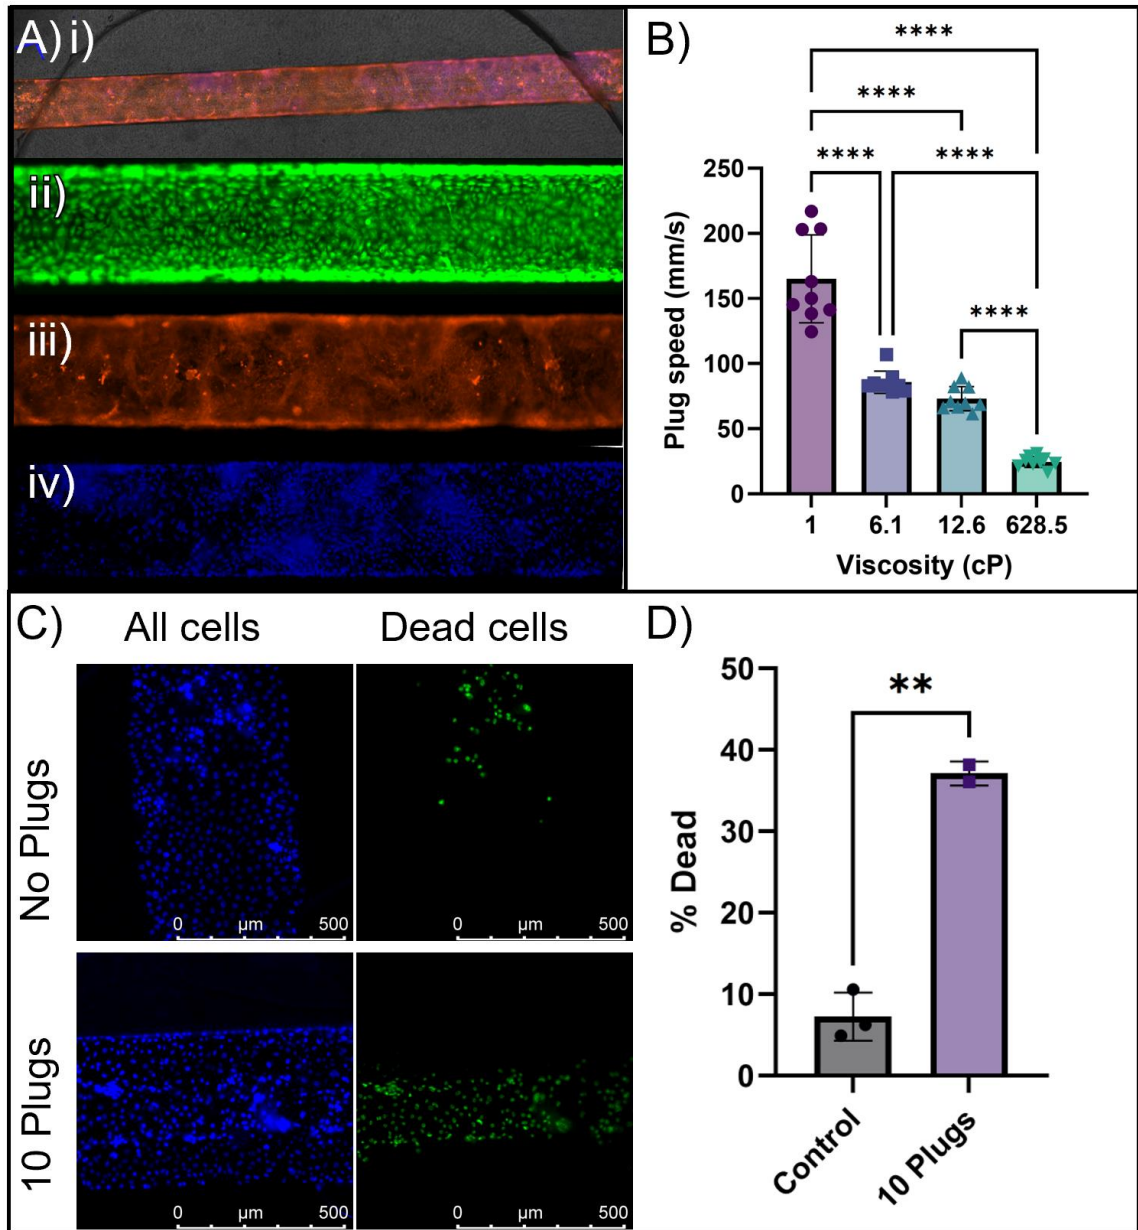 A) i)
ii)
iii)
iv)
B)
****
****
**** ****
****
Plug speed (mm/s)
250
200
150
100
50
0
1 6.1 12.6 628.5
Viscosity (cP)
C) All cells Dead cells
No Plugs
0 µm 500
0 µm 500
10 Plugs
0 µm 500
0 µm 500
D)
**
% Dead
50
40
30
20
10
0
Control
10 Plugs